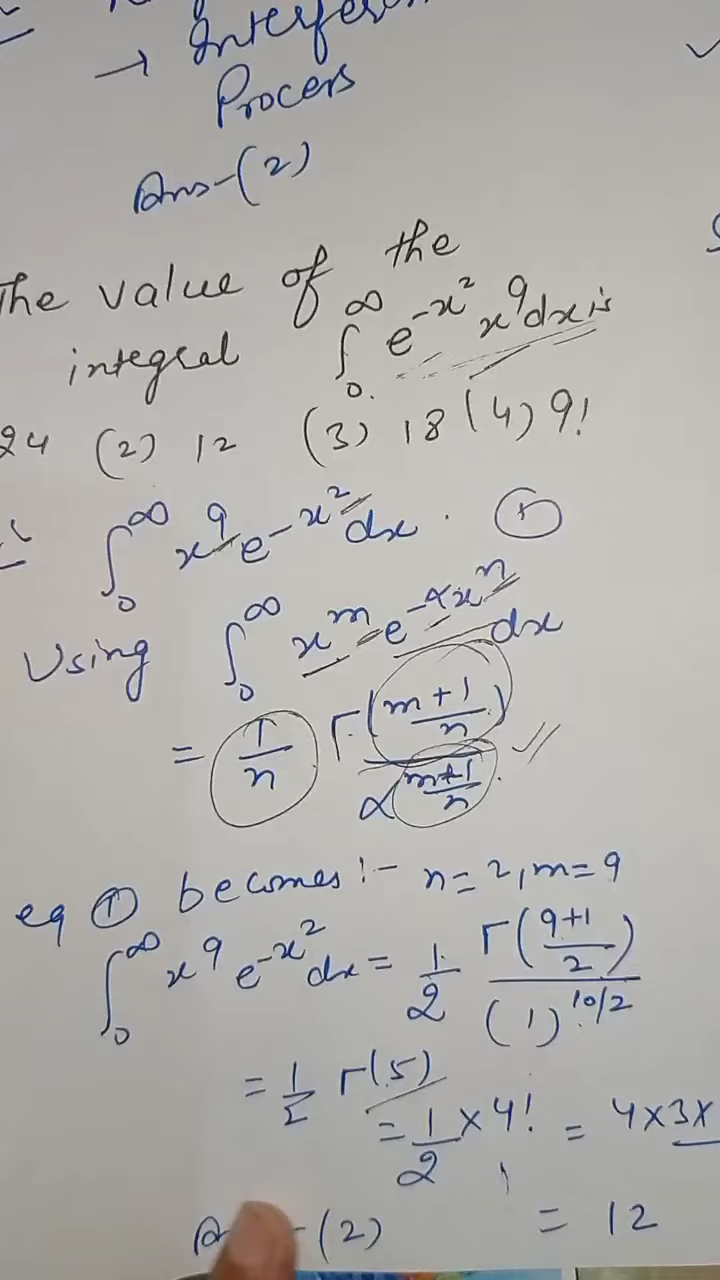 → Interfe
Process
Ans-(2)
The value of the
integral ∫₀^∞ e^{-x²} x⁹ dx is
24 (2) 12 (3) 18 (4) 9!
∫₀^∞ x⁹ e^{-x²} dx . ①
Using ∫₀^∞ x^m e^{-αx^n} dx
= 1/n Γ((m+1)/n) / α^{(m+1)/n}
eq ① becomes:- n=2, m=9
∫₀^∞ x⁹ e^{-x²} dx = 1/2 Γ((9+1)/2) / (1)^{10/2}
= 1/2 Γ(5)
= 1/2 × 4! = 4×3×
-(2) = 12